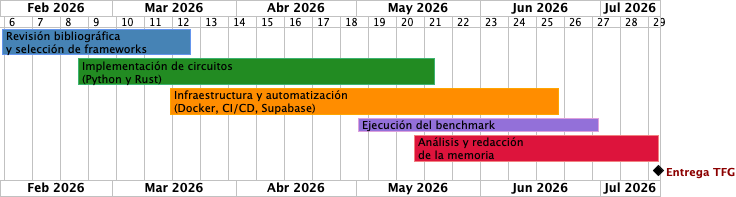 Feb 2026 Mar 2026 Apr 2026 May 2026 Jun 2026 Jul 2026
6 7 8 9 10 11 12 13 14 15 16 17 18 19 20 21 22 23 24 25 26 27 28 29
Revisión bibliográfica
y selección de frameworks
Implementación de circuitos
(Python y Rust)
Infraestructura y automatización
(Docker, CI/CD, Supabase)
Ejecución del benchmark
Análisis y redacción
de la memoria
Entrega TFG
Feb 2026 Mar 2026 Apr 2026 May 2026 Jun 2026 Jul 2026